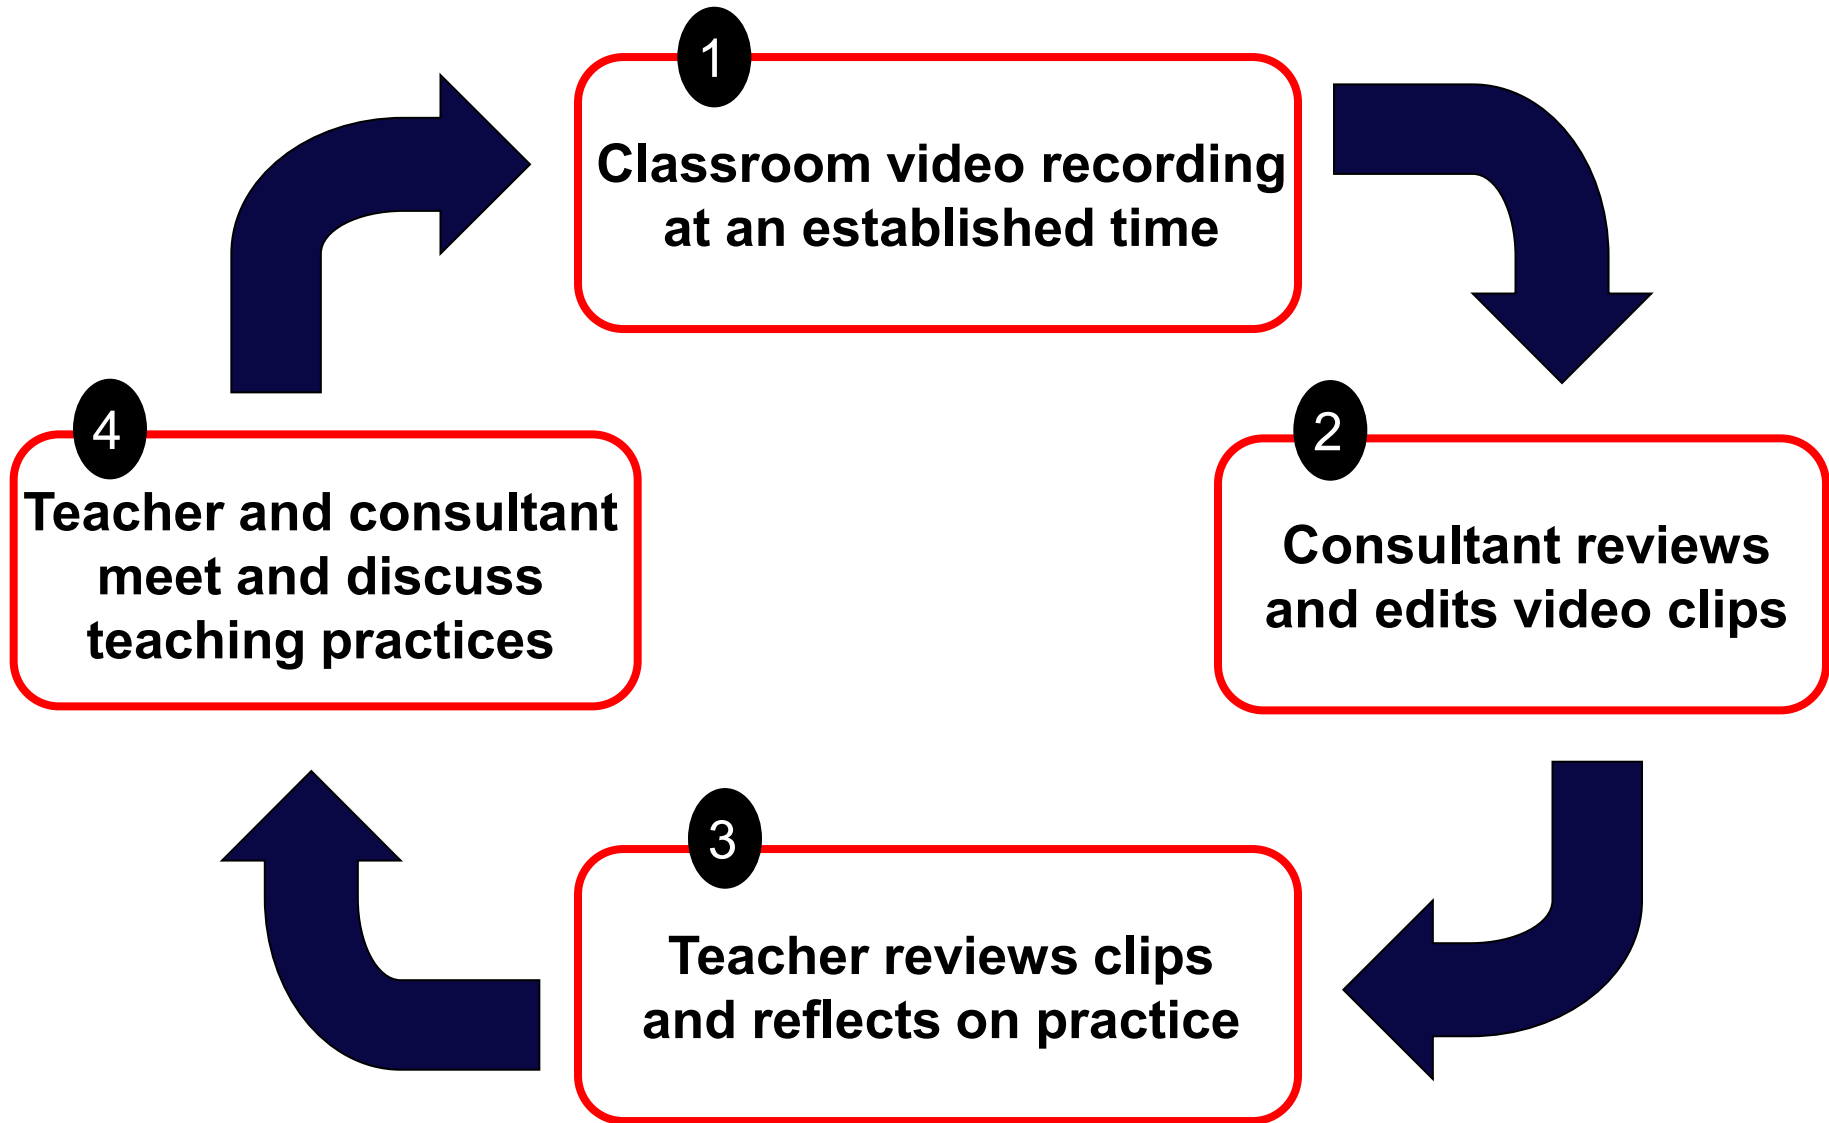 1
Classroom video recording
at an established time
2
Consultant reviews
and edits video clips
3
Teacher reviews clips
and reflects on practice
4
Teacher and consultant
meet and discuss
teaching practices